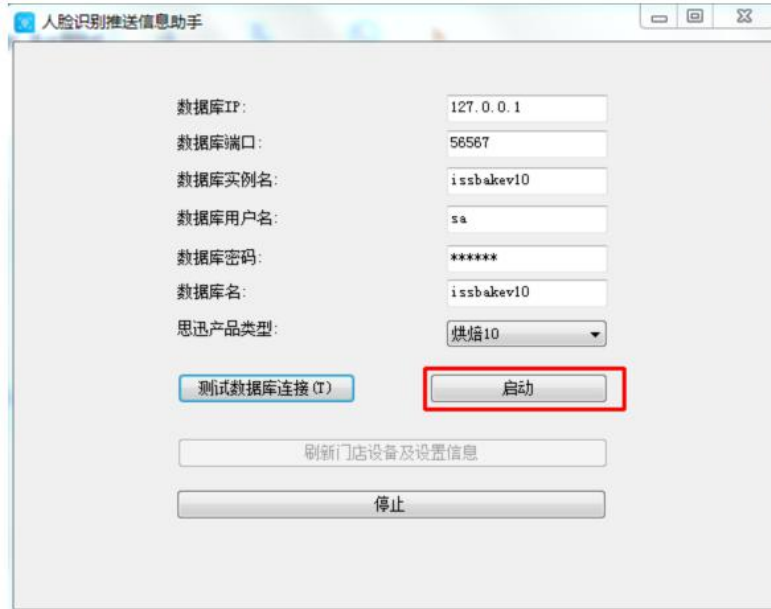 人脸识别推送信息助手
数据库IP: 127.0.0.1
数据库端口: 56567
数据库实例名: issbakev10
数据库用户名: sa
数据库密码: ******
数据库名: issbakev10
思迅产品类型: 烘焙10
测试数据库连接(T) 启动
刷新门店设备及设置信息
停止